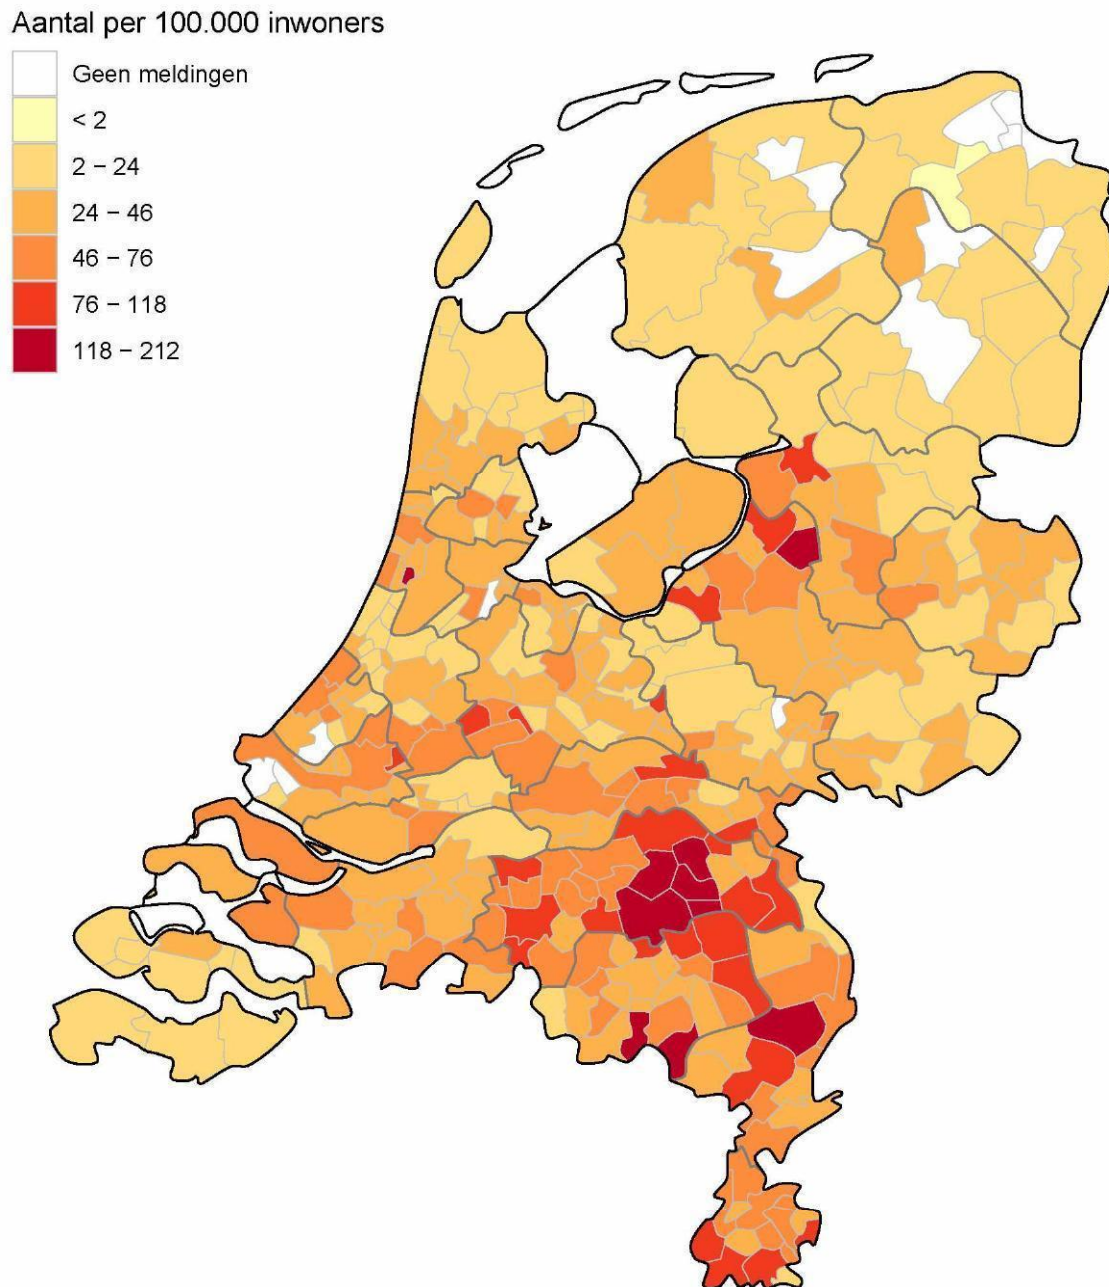 Aantal per 100.000 inwoners
Geen meldingen
< 2
2 − 24
24 − 46
46 − 76
76 − 118
118 − 212